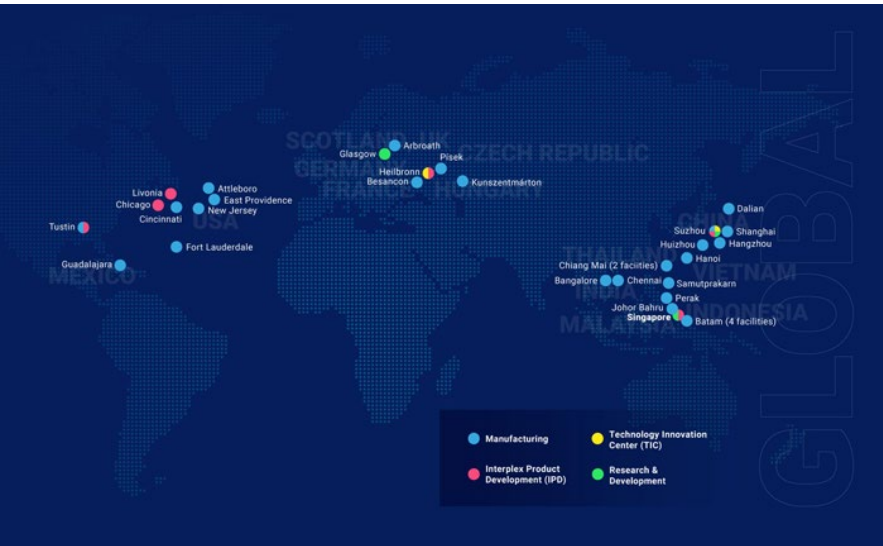 GLOBAL
SCOTLAND, UK
Arbroath
Glasgow
Pisek
CZECH REPUBLIC
GERMANY
Heilbronn
Besancon
Kunszentmárton
FRANCE
HUNGARY
Livonia
Attleboro
Chicago
East Providence
New Jersey
Cincinnati
USA
Tustin
Fort Lauderdale
Guadalajara
MEXICO
Dalian
CHINA
Suzhou
Shanghai
Huizhou
Hangzhou
THAILAND
Hanoi
Chiang Mai (2 faciities)
VIETNAM
Bangalore
Chennai
Samutprakarn
INDIA
Perak
Johor Bahru
INDONESIA
Singapore
Batam (4 facilities)
MALAYSIA
Manufacturing
Technology Innovation
Center (TIC)
Interplex Product
Development (IPD)
Research &
Development